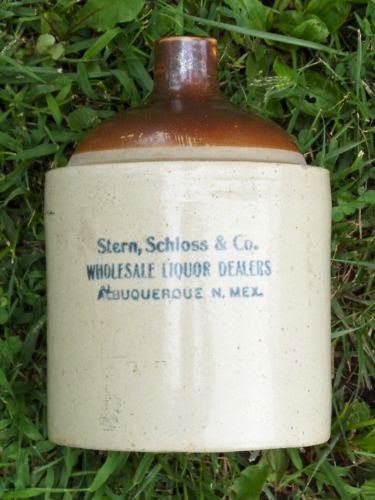 Stern, Schloss & Co.
WHOLESALE LIQUOR DEALERS
ALBUQUERQUE N. MEX.